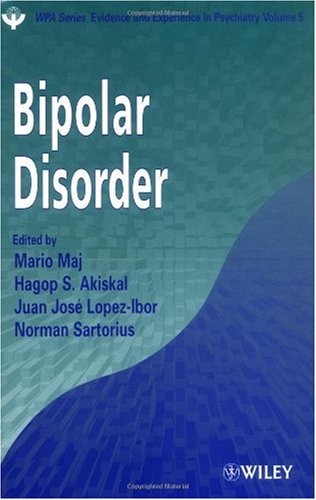 WPA Series Evidence and Experience in Psychiatry Volume 5
Bipolar
Disorder
Edited by
Mario Maj
Hagop S. Akiskal
Juan José Lopez-Ibor
Norman Sartorius
WILEY